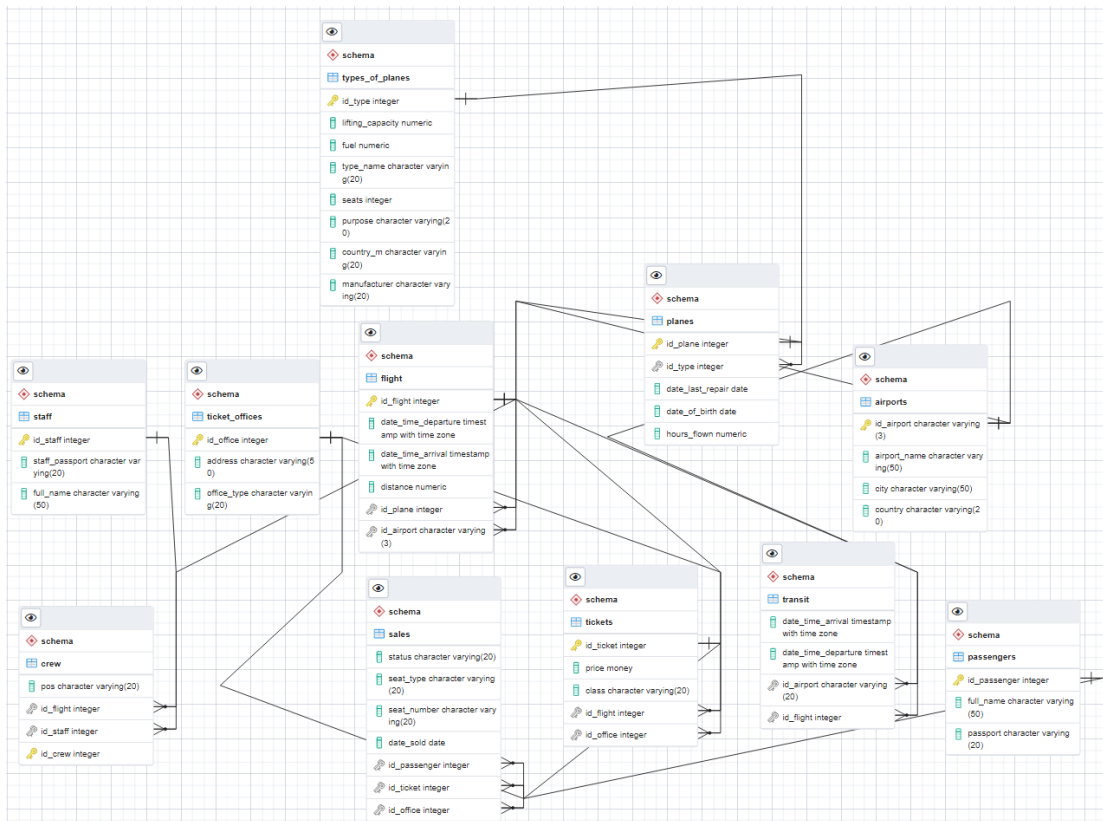 schema
types_of_planes
id_type integer
lifting_capacity numeric
fuel numeric
type_name character varyin
g(20)
seats integer
purpose character varying(2
0)
country_m character varyin
g(20)
manufacturer character vary
ing(20)
schema
planes
id_plane integer
id_type integer
date_last_repair date
date_of_birth date
hours_flown numeric
schema
flight
id_flight integer
date_time_departure timest
amp with time zone
date_time_arrival timestamp
with time zone
distance numeric
id_plane integer
id_airport character varying
(3)
schema
airports
id_airport character varying
(3)
airport_name character vary
ing(50)
city character varying(50)
country character varying(2
0)
schema
staff
id_staff integer
staff_passport character var
ying(20)
full_name character varying
(50)
schema
ticket_offices
id_office integer
address character varying(5
0)
office_type character varyin
g(20)
schema
crew
pos character varying(20)
id_flight integer
id_staff integer
id_crew integer
schema
sales
status character varying(20)
seat_type character varying
(20)
seat_number character vary
ing(20)
date_sold date
id_passenger integer
id_ticket integer
id_office integer
schema
tickets
id_ticket integer
price money
class character varying(20)
id_flight integer
id_office integer
schema
transit
date_time_arrival timestamp
with time zone
date_time_departure timest
amp with time zone
id_airport character varying
(20)
id_flight integer
schema
passengers
id_passenger integer
full_name character varying
(50)
passport character varying
(20)